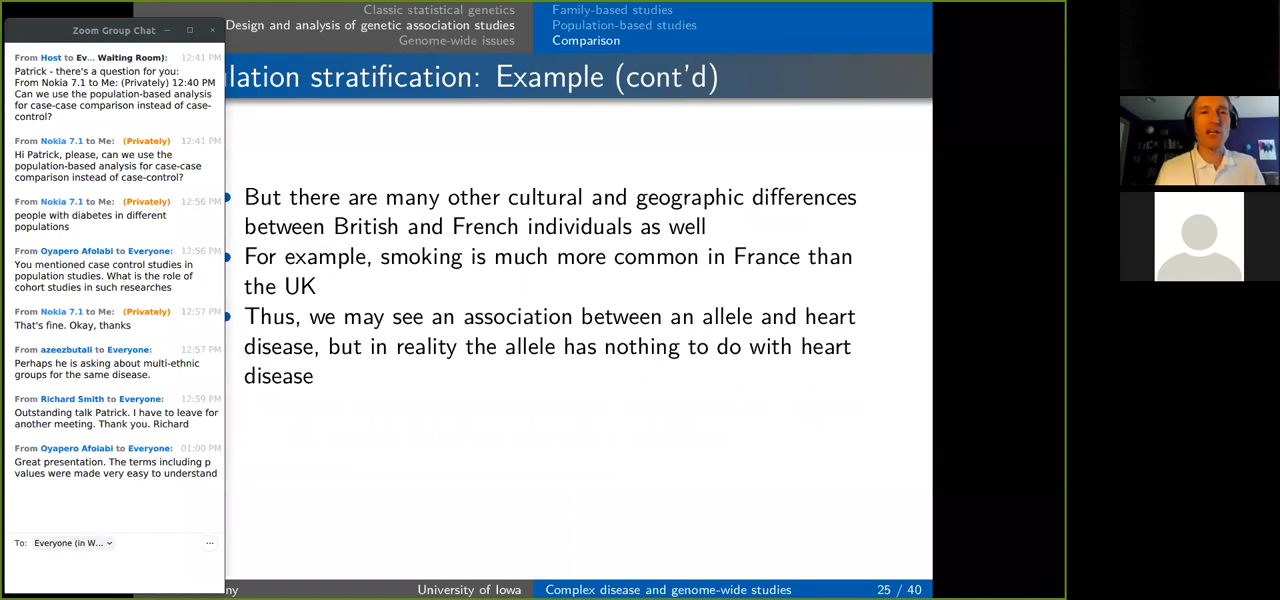 Zoom Group Chat
From Host to Ev... Waiting Room): 12:41 PM
Patrick - there's a question for you:
From Nokia 7.1 to Me: (Privately) 12:40 PM
Can we use the population-based analysis
for case-case comparison instead of case-
control?
From Nokia 7.1 to Me: (Privately) 12:41 PM
Hi Patrick, please, can we use the
population-based analysis for case-case
comparison instead of case-control?
From Nokia 7.1 to Me: (Privately) 12:56 PM
people with diabetes in different
populations
From Oyapero Afolabi to Everyone: 12:56 PM
You mentioned case control studies in
population studies. What is the role of
cohort studies in such researches
From Nokia 7.1 to Me: (Privately) 12:57 PM
That's fine. Okay, thanks
From azeezbutali to Everyone: 12:57 PM
Perhaps he is asking about multi-ethnic
groups for the same disease.
From Richard Smith to Everyone: 12:59 PM
Outstanding talk Patrick. I have to leave for
another meeting. Thank you. Richard
From Oyapero Afolabi to Everyone: 01:00 PM
Great presentation. The terms including p
values were made very easy to understand
To: Everyone (in W...
Classic statistical genetics
Design and analysis of genetic association studies
Genome-wide issues
Family-based studies
Population-based studies
Comparison
lation stratification: Example (cont'd)
But there are many other cultural and geographic differences
between British and French individuals as well
For example, smoking is much more common in France than
the UK
Thus, we may see an association between an allele and heart
disease, but in reality the allele has nothing to do with heart
disease
ny University of Iowa Complex disease and genome-wide studies 25 / 40